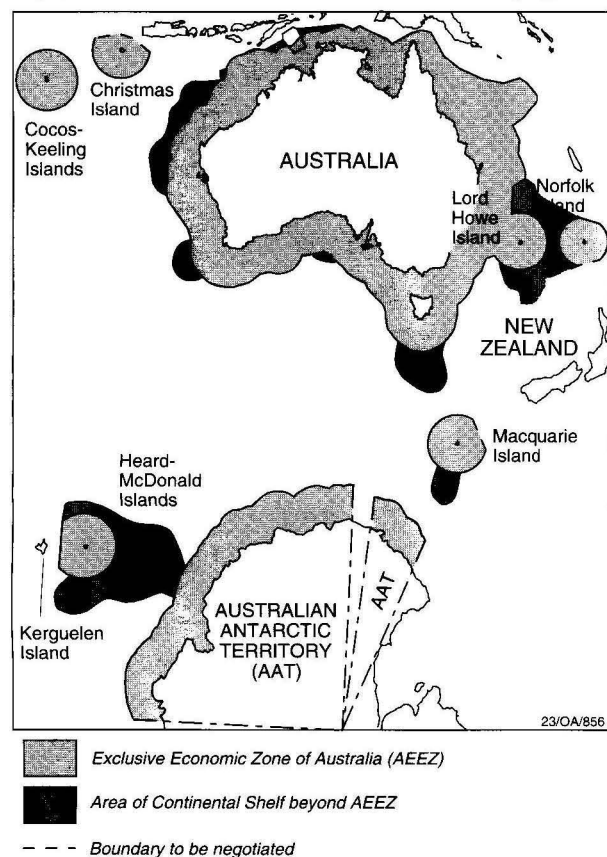 Christmas
Island
Cocos-
Keeling
Islands
AUSTRALIA
Lord
Howe
Island
Norfolk
Island
NEW
ZEALAND
Macquarie
Island
Heard-
McDonald
Islands
Kerguelen
Island
AUSTRALIAN
ANTARCTIC
TERRITORY
(AAT)
AAT
23/OA/856
Exclusive Economic Zone of Australia (AEEZ)
Area of Continental Shelf beyond AEEZ
Boundary to be negotiated